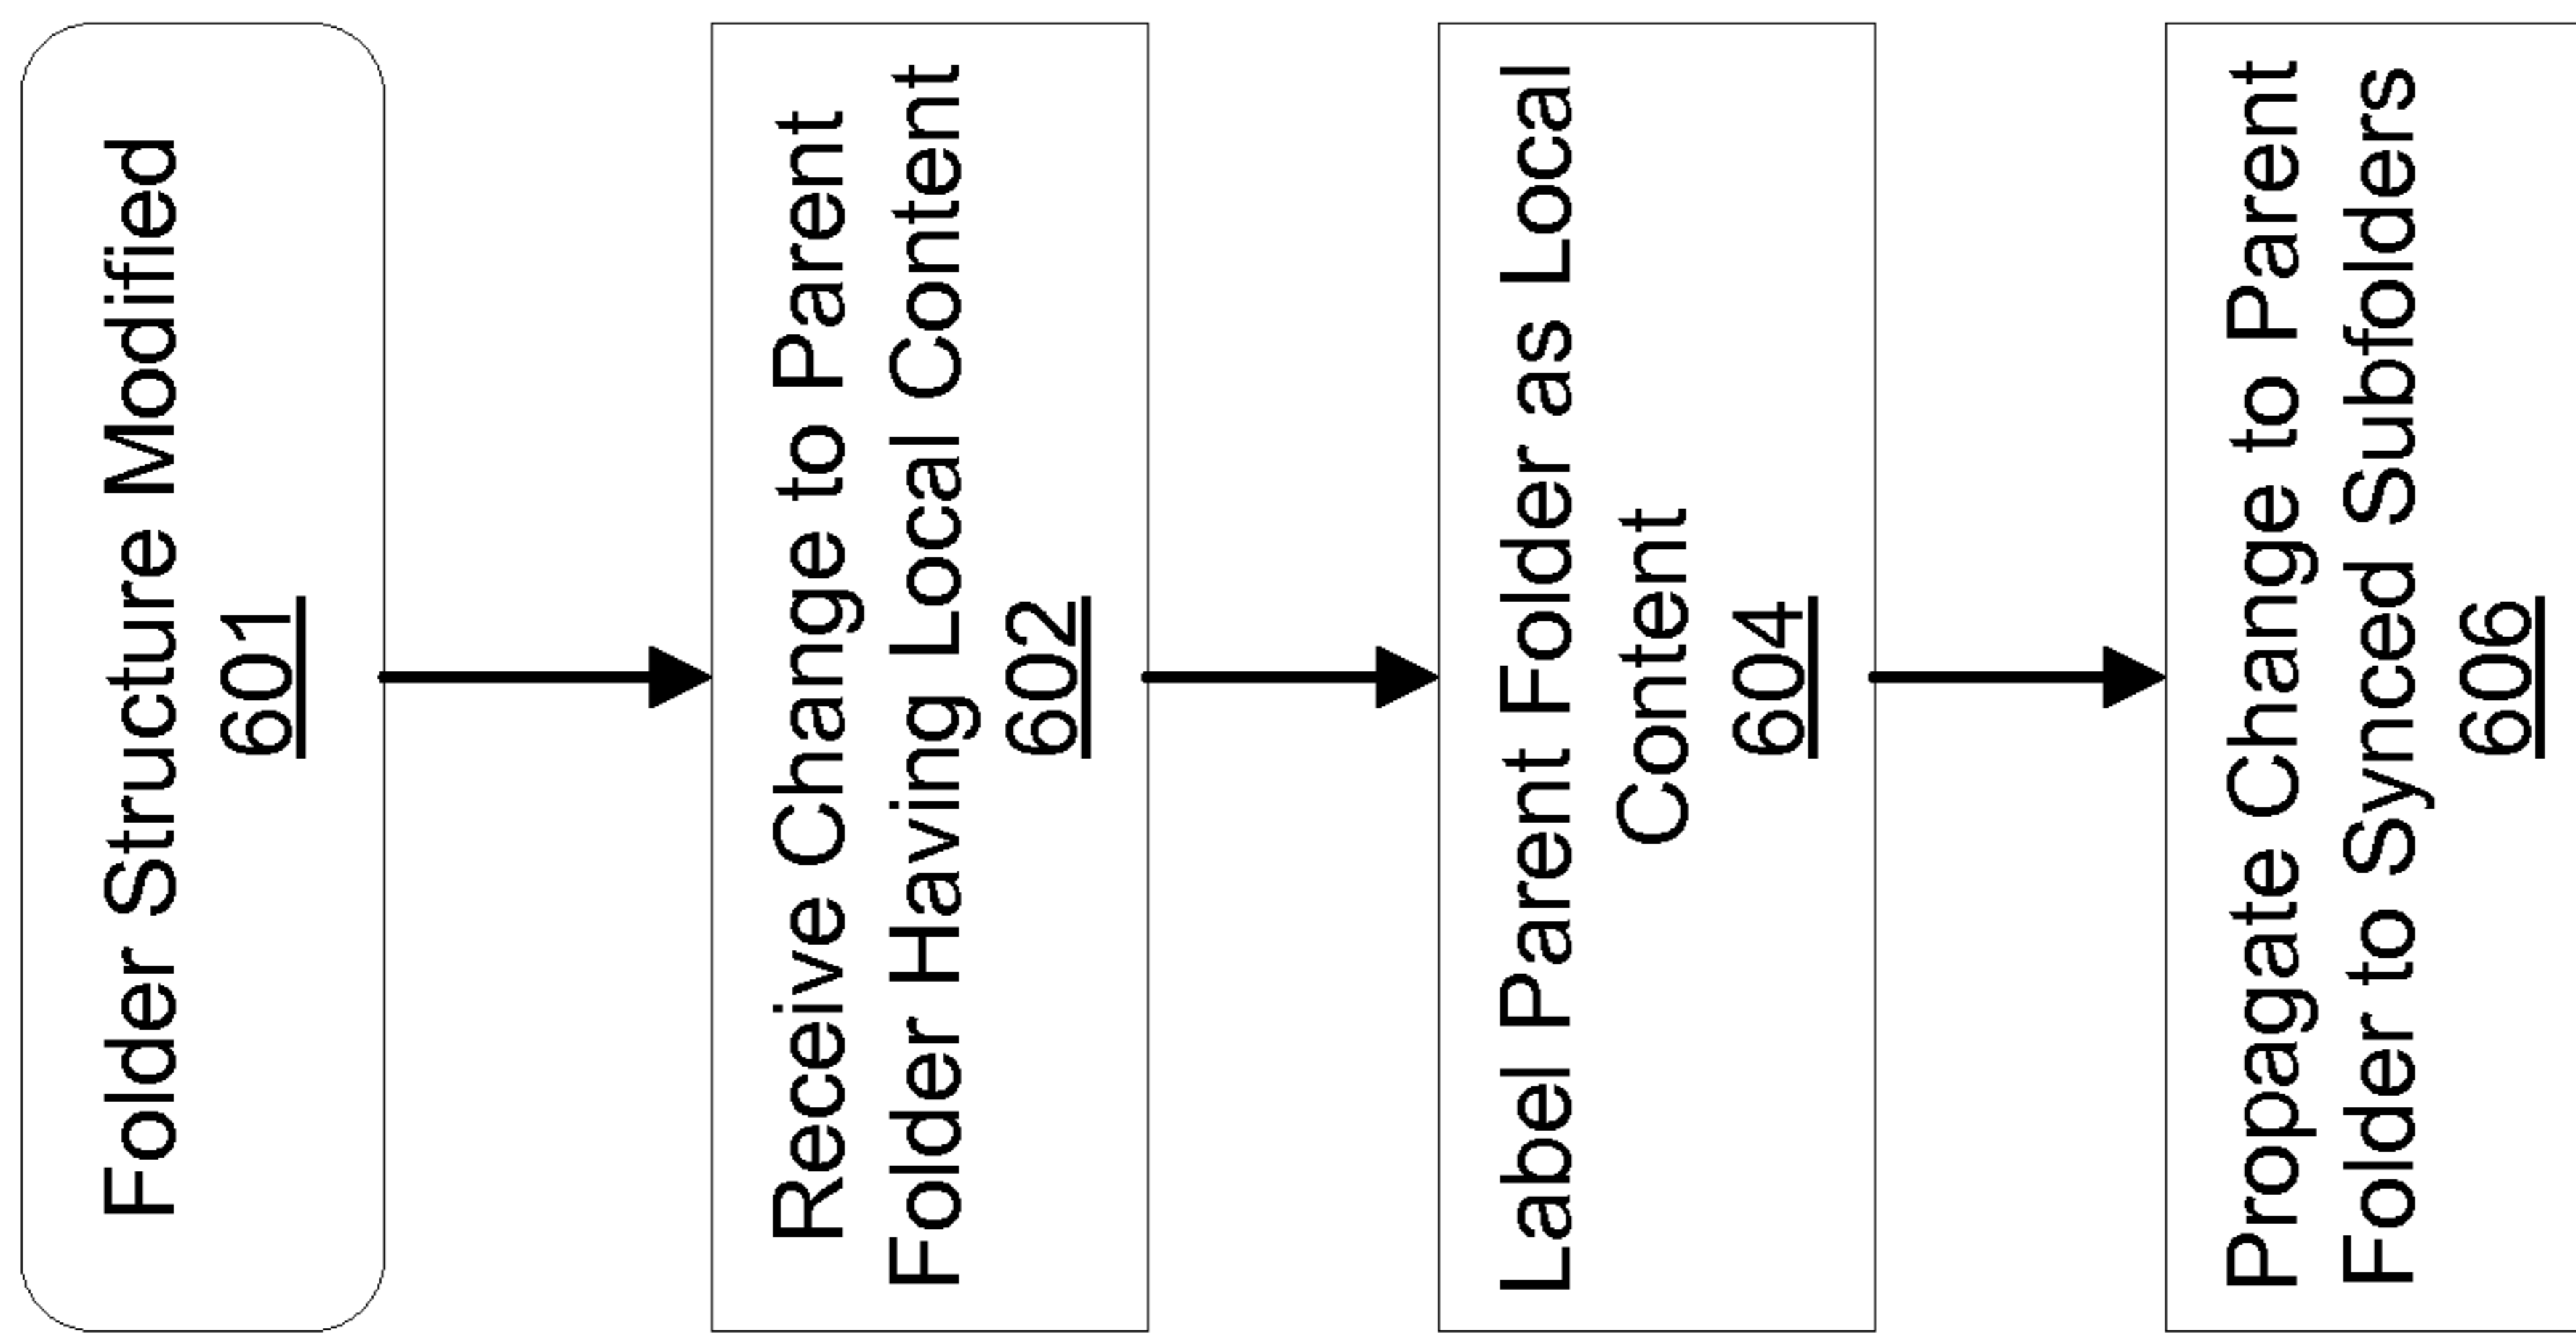 Folder Structure Modified
601
Receive Change to Parent
Folder Having Local Content
602
Label Parent Folder as Local
Content
604
Propagate Change to Parent
Folder to Synced Subfolders
606